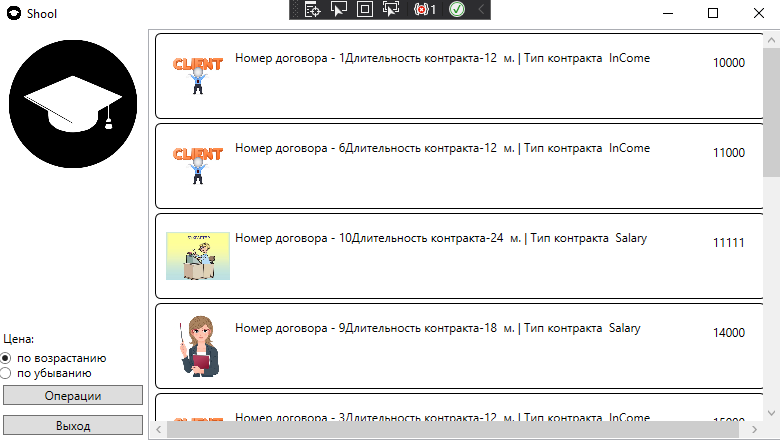 Shool
1
CLIENT
Номер договора - 1Длительность контракта-12 м. | Тип контракта InCome
10000
CLIENT
Номер договора - 6Длительность контракта-12 м. | Тип контракта InCome
11000
Номер договора - 10Длительность контракта-24 м. | Тип контракта Salary
11111
Номер договора - 9Длительность контракта-18 м. | Тип контракта Salary
14000
CLIENT
Номер договора - 3Длительность контракта-12 м. | Тип контракта InCome
15000
Цена:
по возрастанию
по убыванию
Операции
Выход